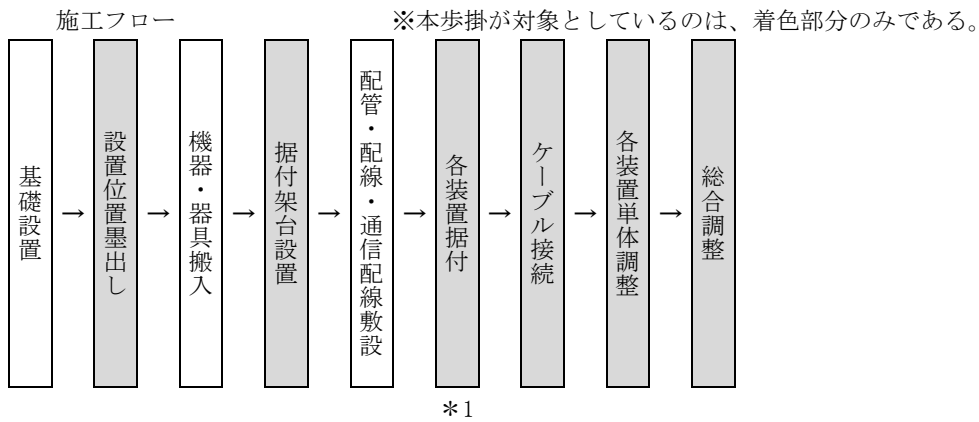 施工フロー
※本歩掛が対象としているのは、着色部分のみである。
基礎設置
→
設置位置墨出し
→
機器・器具搬入
→
据付架台設置
→
配管・配線・通信配線敷設
→
各装置据付
→
ケーブル接続
→
各装置単体調整
→
総合調整
＊1